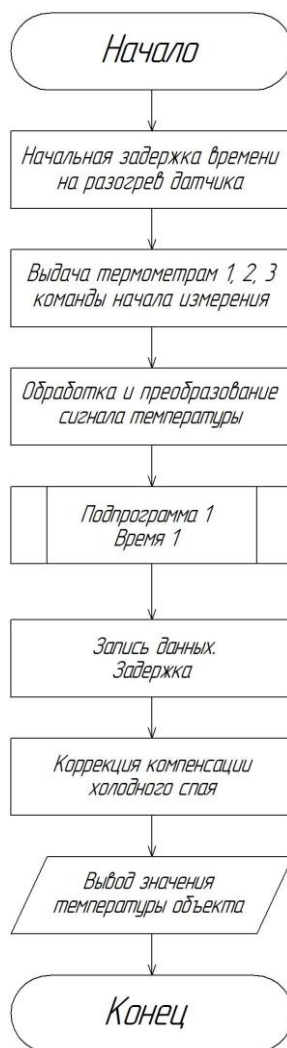 Начало
Начальная задержка времени
на разогрев датчика
Выдача термометрам 1, 2, 3
команды начала измерения
Обработка и преобразование
сигнала температуры
Подпрограмма 1
Время 1
Запись данных.
Задержка
Коррекция компенсации
холодного спая
Вывод значения
температуры объекта
Конец